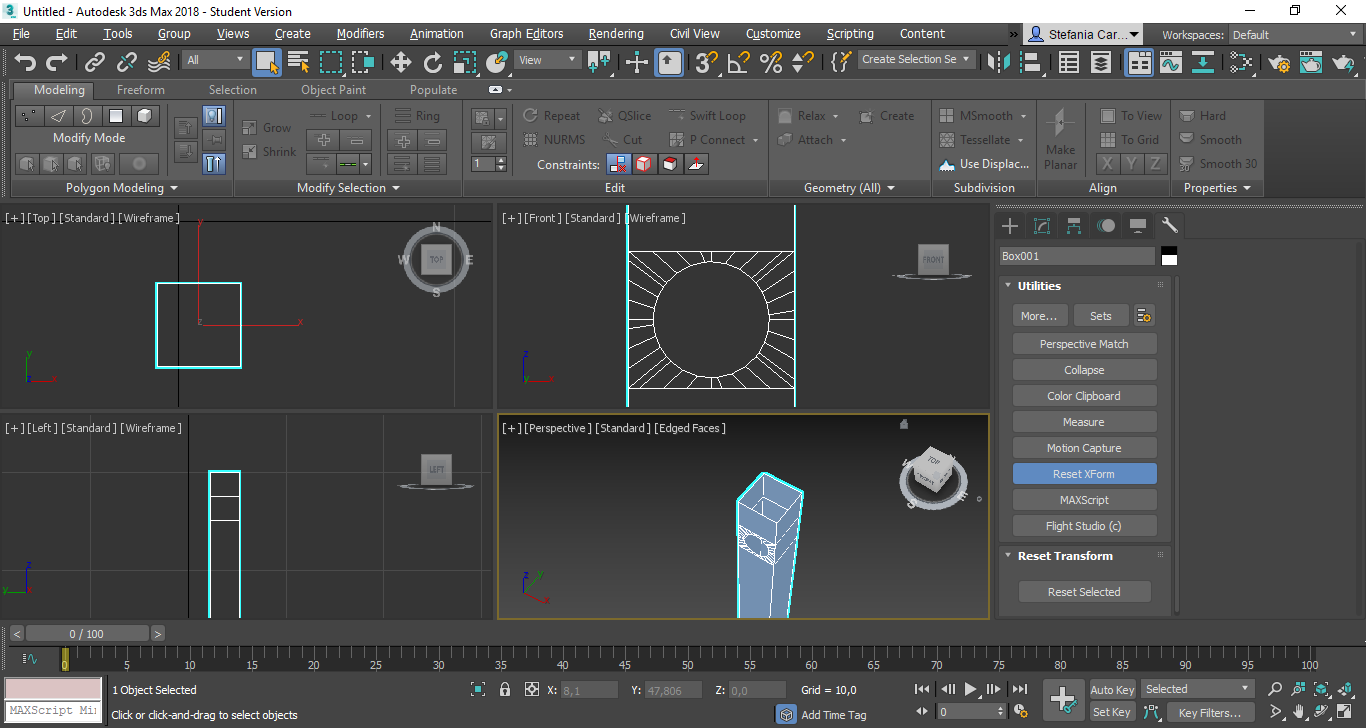 Untitled - Autodesk 3ds Max 2018 - Student Version
File Edit Tools Group Views Create Modifiers Animation Graph Editors Rendering Civil View Customize Scripting Content » Stefania Car... Workspaces: Default
All View Create Selection Se
Modeling Freeform Selection Object Paint Populate
Modify Mode
Grow Loop Ring
Shrink
1
Repeat QSlice Swift Loop
NURMS Cut P Connect
Constraints:
Relax Create
Attach
MSmooth
Tessellate
Use Displac...
Make Planar
To View
To Grid
X Y Z
Hard
Smooth
Smooth 30
Polygon Modeling Modify Selection Edit Geometry (All) Subdivision Align Properties
[+] [Top] [Standard] [Wireframe]
N
W TOP E
S
y
z x
y
z x
[+] [Front] [Standard] [Wireframe]
FRONT
z
y x
[+] [Left] [Standard] [Wireframe]
LEFT
z
y x
[+] [Perspective] [Standard] [Edged Faces]
TOP
W
S E
z y
x
Box001
Utilities
More... Sets
Perspective Match
Collapse
Color Clipboard
Measure
Motion Capture
Reset XForm
MAXScript
Flight Studio (c)
Reset Transform
Reset Selected
< 0 / 100 >
0 5 10 15 20 25 30 35 40 45 50 55 60 65 70 75 80 85 90 95 100
1 Object Selected X: 8,1 Y: 47,806 Z: 0,0 Grid = 10,0 Auto Key Selected
MAXScript Mi
Click or click-and-drag to select objects Add Time Tag 0 Set Key Key Filters...